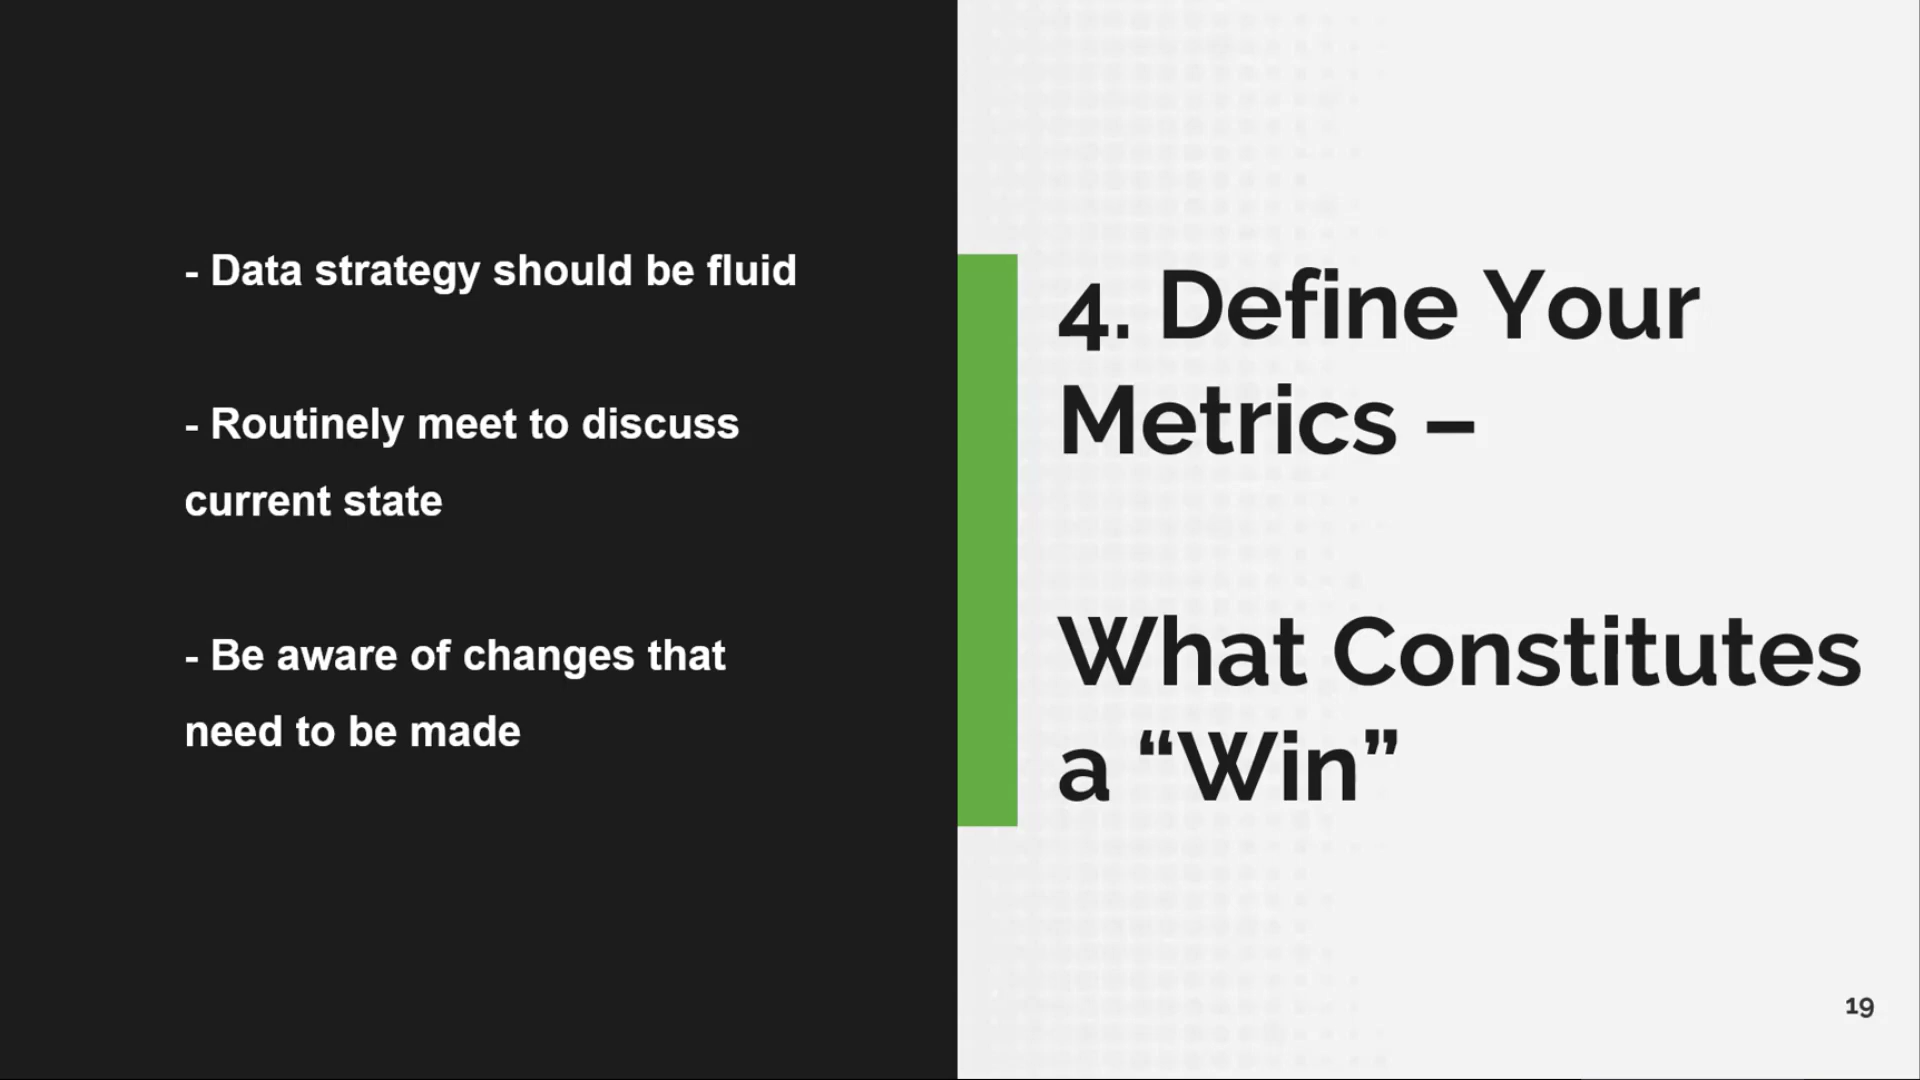 - Data strategy should be fluid
- Routinely meet to discuss
current state
- Be aware of changes that
need to be made
4. Define Your
Metrics –
What Constitutes
a “Win”
19